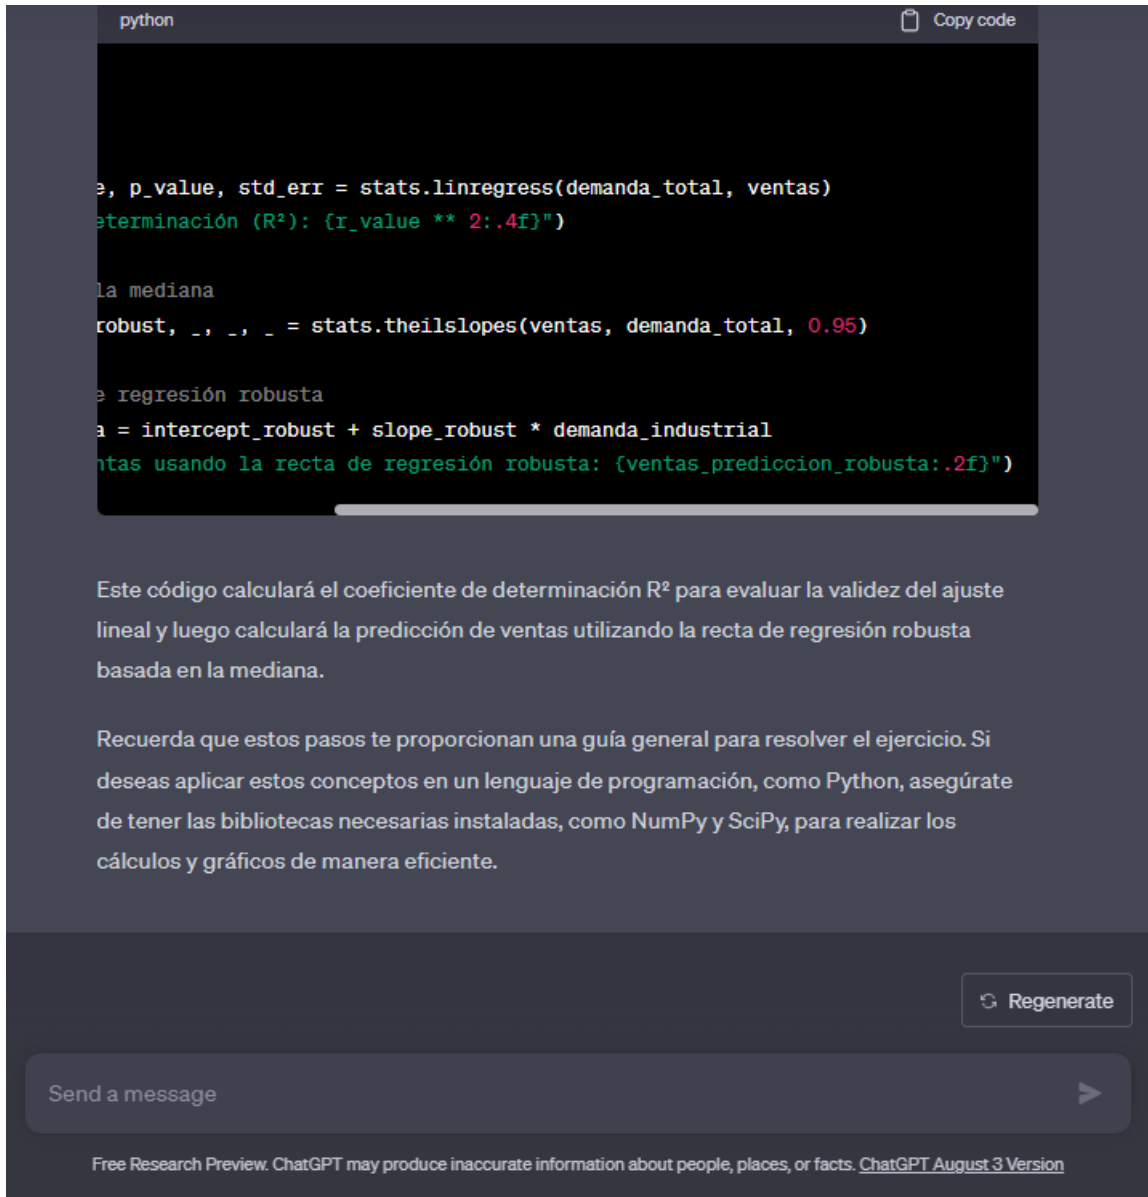 python
Copy code
e, p_value, std_err = stats.linregress(demanda_total, ventas)
eterminación (R²): {r_value ** 2:.4f}")
la mediana
robust, _, _, _ = stats.theilslopes(ventas, demanda_total, 0.95)
e regresión robusta
a = intercept_robust + slope_robust * demanda_industrial
ntas usando la recta de regresión robusta: {ventas_prediccion_robusta:.2f}")
Este código calculará el coeficiente de determinación R² para evaluar la validez del ajuste
lineal y luego calculará la predicción de ventas utilizando la recta de regresión robusta
basada en la mediana.
Recuerda que estos pasos te proporcionan una guía general para resolver el ejercicio. Si
deseas aplicar estos conceptos en un lenguaje de programación, como Python, asegúrate
de tener las bibliotecas necesarias instaladas, como NumPy y SciPy, para realizar los
cálculos y gráficos de manera eficiente.
Regenerate
Send a message
Free Research Preview. ChatGPT may produce inaccurate information about people, places, or facts. ChatGPT August 3 Version